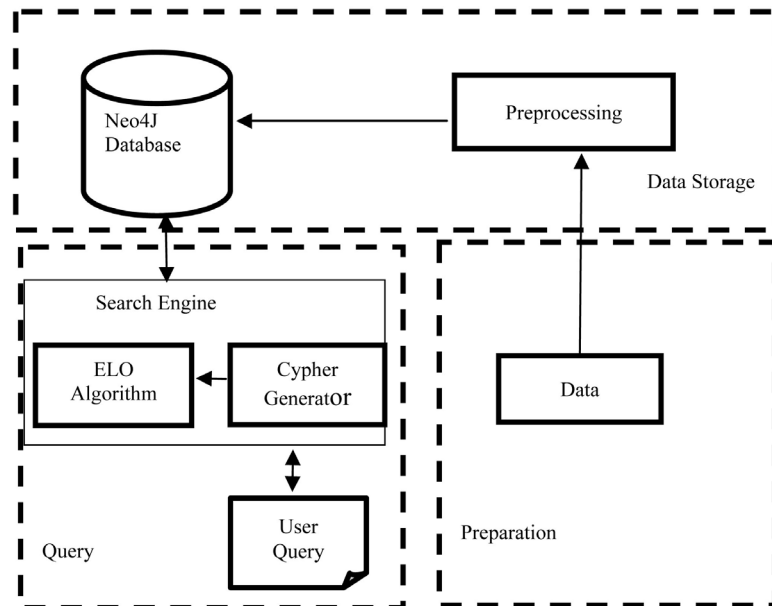 Neo4J
Database
Preprocessing
Data Storage
Search Engine
ELO
Algorithm
Cypher
Generator
Data
User
Query
Query
Preparation